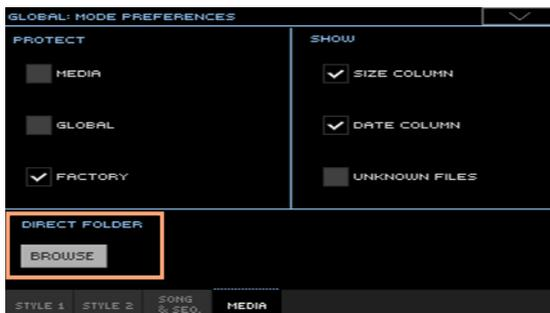 GLOBAL: MODE PREFERENCES
PROTECT
MEDIA
GLOBAL
FACTORY
SHOW
SIZE COLUMN
DATE COLUMN
UNKNOWN FILES
DIRECT FOLDER
BROWSE
STYLE 1
STYLE 2
SONG
& SEQ.
MEDIA